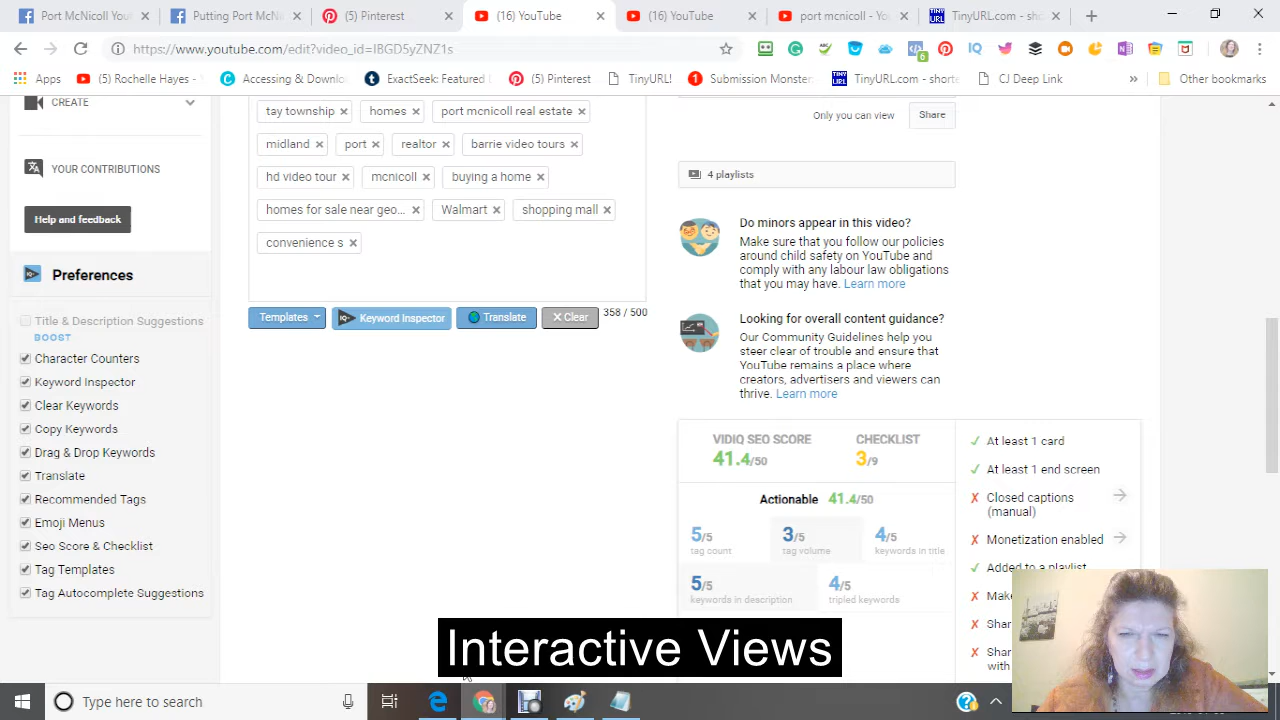 Port McNicoll Your
Putting Port McNi
(5) Pinterest
(16) YouTube
(16) YouTube
port mcnicoll - Yo
TinyURL.com - sho
https://www.youtube.com/edit?video_id=IBGD5yZNZ1s
6
IQ
Apps
(5) Rochelle Hayes -
Accessing & Downlo
ExactSeek: Featured L
(5) Pinterest
TinyURL!
Submission Monster
TinyURL.com - shorte
CJ Deep Link
»
Other bookmarks
CREATE
YOUR CONTRIBUTIONS
Help and feedback
Preferences
Title & Description Suggestions
BOOST
Character Counters
Keyword Inspector
Clear Keywords
Copy Keywords
Drag & Drop Keywords
Translate
Recommended Tags
Emoji Menus
Seo Score & Checklist
Tag Templates
Tag Autocomplete Suggestions
tay township × homes × port mcnicoll real estate ×
midland × port × realtor × barrie video tours ×
hd video tour × mcnicoll × buying a home ×
homes for sale near geo... × Walmart × shopping mall ×
convenience s ×
Templates Keyword Inspector Translate × Clear 358 / 500
Only you can view Share
4 playlists
Do minors appear in this video?
Make sure that you follow our policies
around child safety on YouTube and
comply with any labour law obligations
that you may have. Learn more
Looking for overall content guidance?
Our Community Guidelines help you
steer clear of trouble and ensure that
YouTube remains a place where
creators, advertisers and viewers can
thrive. Learn more
VIDIQ SEO SCORE
41.4/50
CHECKLIST
3/9
Actionable 41.4/50
5/5
tag count
3/5
tag volume
4/5
keywords in title
5/5
keywords in description
4/5
tripled keywords
At least 1 card
At least 1 end screen
Closed captions
(manual)
Monetization enabled
Added to a playlist
Mak
Shar
Shar
with
Interactive Views
Type here to search